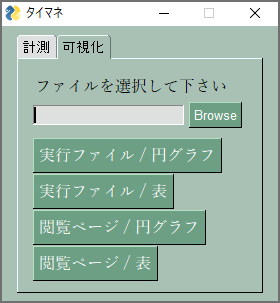 タイマネ
計測 可視化
ファイルを選択して下さい
Browse
実行ファイル / 円グラフ
実行ファイル / 表
閲覧ページ / 円グラフ
閲覧ページ / 表